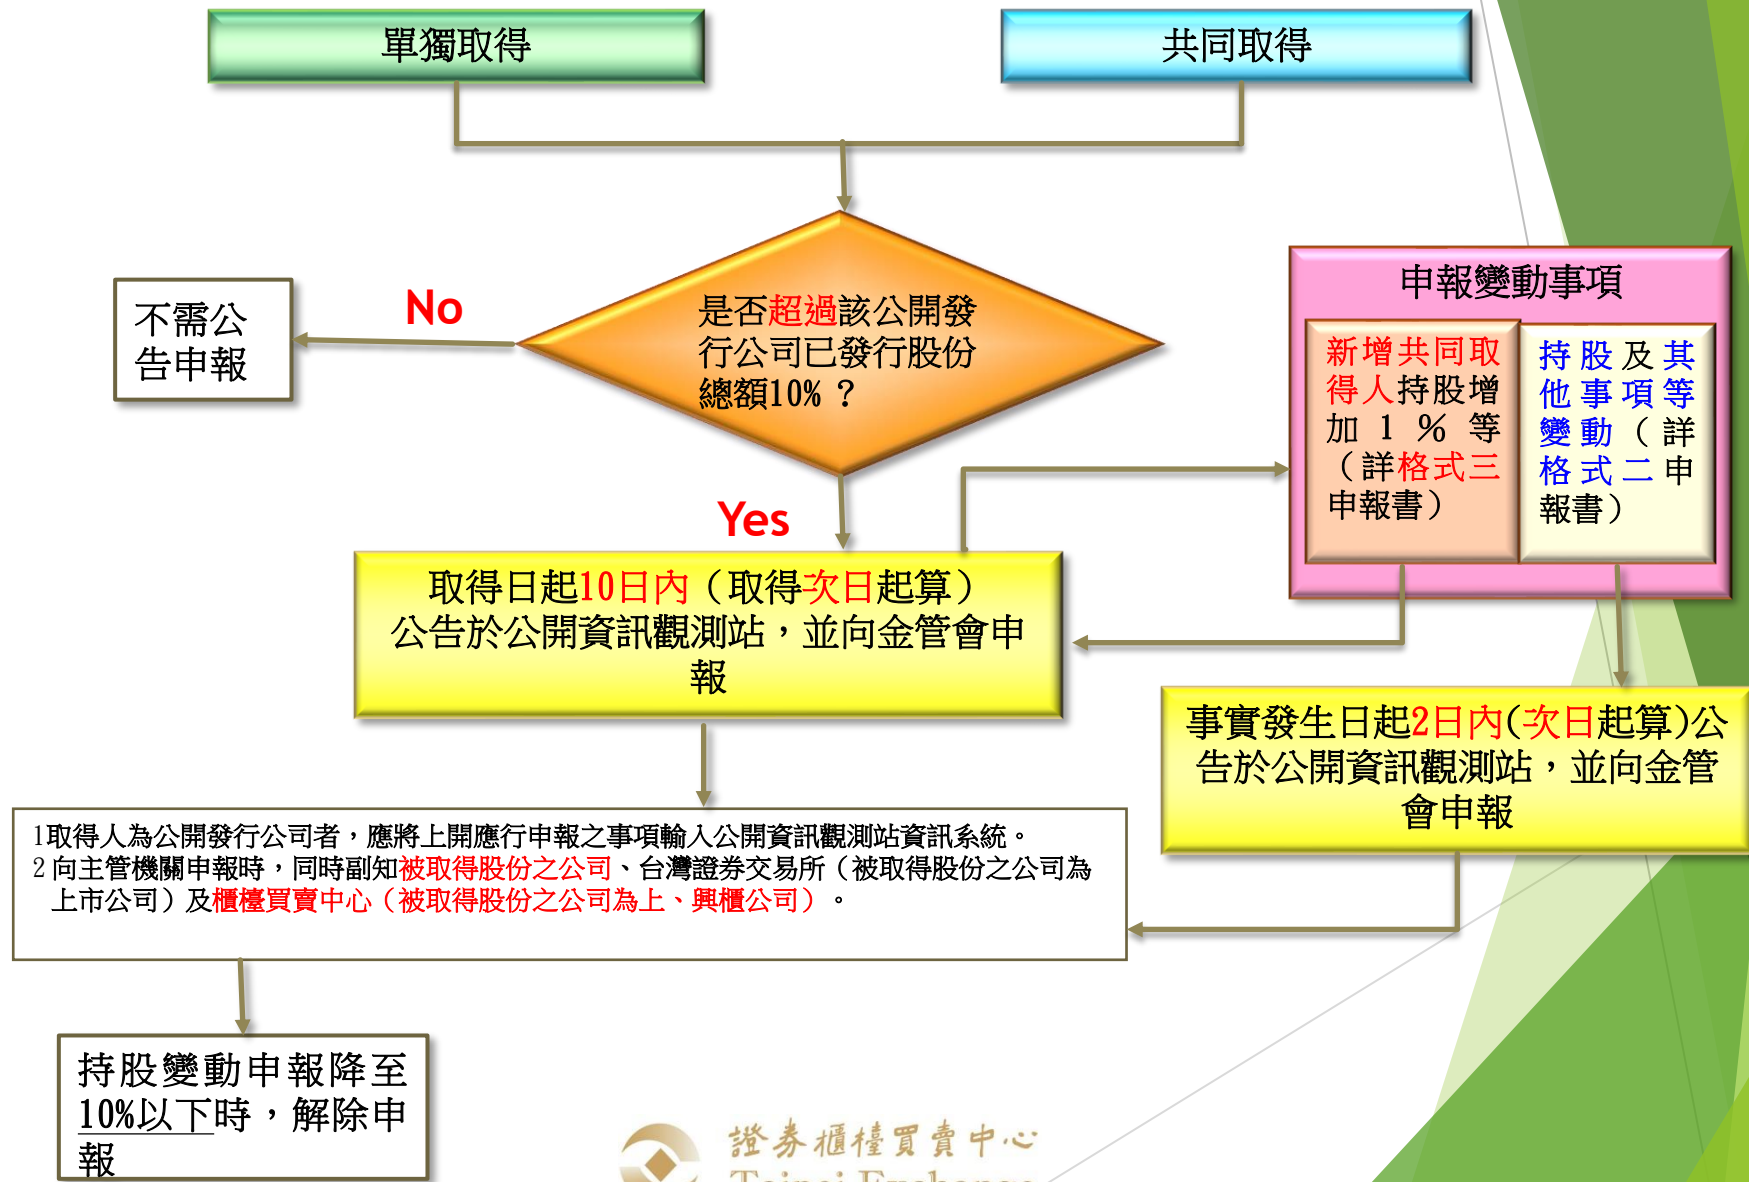 單獨取得
共同取得
是否超過該公開發
行公司已發行股份
總額10%？
No
不需公
告申報
Yes
申報變動事項
新增共同取
得人持股增
加1％等
（詳格式三
申報書）
持股及其
他事項等
變動（詳
格式二申
報書）
取得日起10日內（取得次日起算）
公告於公開資訊觀測站，並向金管會申
報
事實發生日起2日內(次日起算)公
告於公開資訊觀測站，並向金管
會申報
1取得人為公開發行公司者，應將上開應行申報之事項輸入公開資訊觀測站資訊系統。
2 向主管機關申報時，同時副知被取得股份之公司、台灣證券交易所（被取得股份之公司為
上市公司）及櫃檯買賣中心（被取得股份之公司為上、興櫃公司）。
持股變動申報降至
10%以下時，解除申
報
證券櫃檯買賣中心
Taipei Exchange